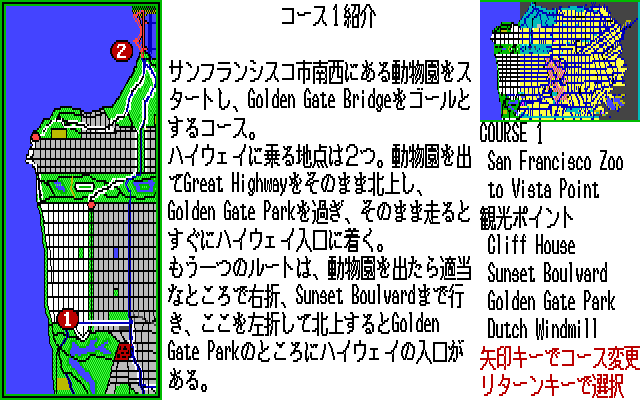 コース1紹介
サンフランシスコ市南西にある動物園をス
タートし、Golden Gate Bridgeをゴールと
するコース。
ハイウェイに乗る地点は2つ。動物園を出
てGreat Highwayをそのまま北上し、
Golden Gate Parkを過ぎ、そのまま走ると
すぐにハイウェイ入口に着く。
もう一つのルートは、動物園を出たら適当
なところで右折、Sunset Boulvardまで行
き、ここを左折して北上するとGolden
Gate Parkのところにハイウェイの入口が
ある。
2
1
COURSE 1
San Francisco Zoo
to Vista Point
観光ポイント
Cliff House
Sunset Boulvard
Golden Gate Park
Dutch Windmill
矢印キーでコース変更
リターンキーで選択